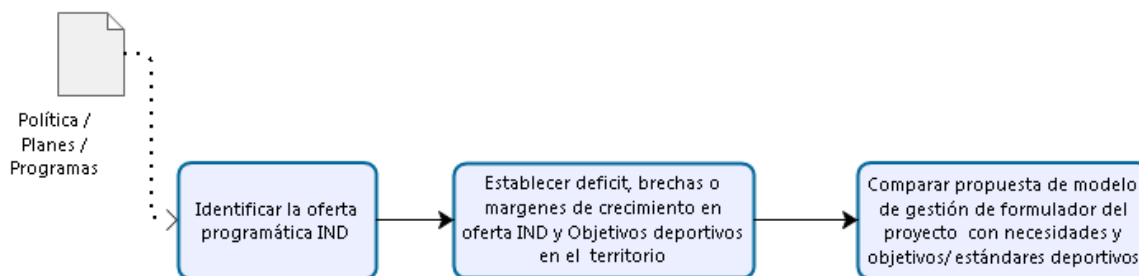 Política /
Planes /
Programas
Identificar la oferta
programática IND
Establecer deficit, brechas o
margenes de crecimiento en
oferta IND y Objetivos deportivos
en el  territorio
Comparar propuesta de modelo
de gestión de formulador del
proyecto  con necesidades y
objetivos/ estándares deportivos